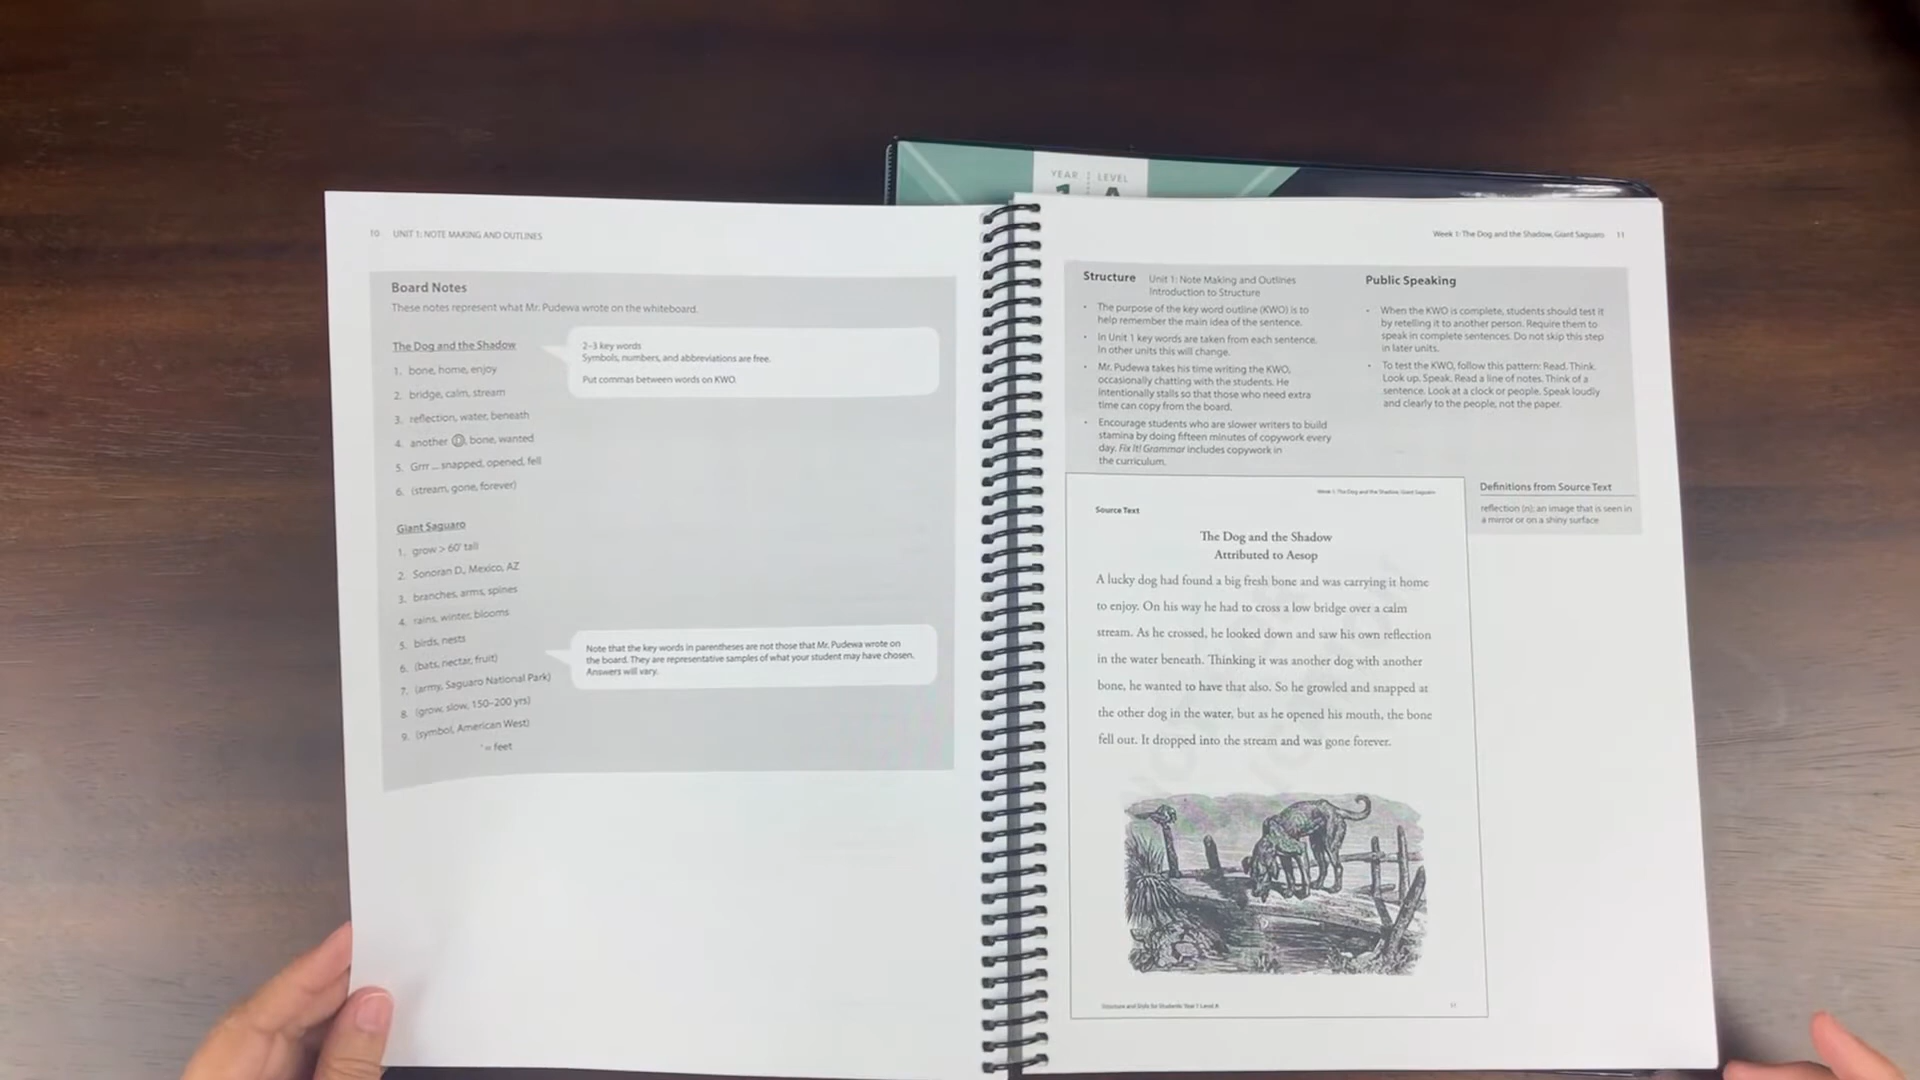 YEAR LEVEL
10 UNIT 1: NOTE MAKING AND OUTLINES
Board Notes
These notes represent what Mr. Pudewa wrote on the whiteboard.
The Dog and the Shadow
1. bone, home, enjoy
2. bridge, calm, stream
3. reflection, water, beneath
4. another Ⓓ, bone, wanted
5. Grrr ... snapped, opened, fell
6. (stream, gone, forever)
2–3 key words
Symbols, numbers, and abbreviations are free.
Put commas between words on KWO.
Giant Saguaro
1. grow > 60' tall
2. Sonoran D., Mexico, AZ
3. branches, arms, spines
4. rains, winter, blooms
5. birds, nests
6. (bats, nectar, fruit)
7. (army, Saguaro National Park)
8. (grow, slow, 150–200 yrs)
9. (symbol, American West)
' = feet
Note that the key words in parentheses are not those that Mr. Pudewa wrote on
the board. They are representative samples of what your student may have chosen.
Answers will vary.
Week 1: The Dog and the Shadow, Giant Saguaro 11
Structure Unit 1: Note Making and Outlines
Introduction to Structure
• The purpose of the key word outline (KWO) is to
help remember the main idea of the sentence.
• In Unit 1 key words are taken from each sentence.
In other units this will change.
• Mr. Pudewa takes his time writing the KWO,
occasionally chatting with the students. He
intentionally stalls so that those who need extra
time can copy from the board.
• Encourage students who are slower writers to build
stamina by doing fifteen minutes of copywork every
day. Fix It! Grammar includes copywork in
the curriculum.
Public Speaking
• When the KWO is complete, students should test it
by retelling it to another person. Require them to
speak in complete sentences. Do not skip this step
in later units.
• To test the KWO, follow this pattern: Read. Think.
Look up. Speak. Read a line of notes. Think of a
sentence. Look at a clock or people. Speak loudly
and clearly to the people, not the paper.
Week 1: The Dog and the Shadow, Giant Saguaro
Source Text
The Dog and the Shadow
Attributed to Aesop
A lucky dog had found a big fresh bone and was carrying it home
to enjoy. On his way he had to cross a low bridge over a calm
stream. As he crossed, he looked down and saw his own reflection
in the water beneath. Thinking it was another dog with another
bone, he wanted to have that also. So he growled and snapped at
the other dog in the water, but as he opened his mouth, the bone
fell out. It dropped into the stream and was gone forever.
Structure and Style for Students: Year 1 Level A
Definitions from Source Text
reflection (n): an image that is seen in
a mirror or on a shiny surface